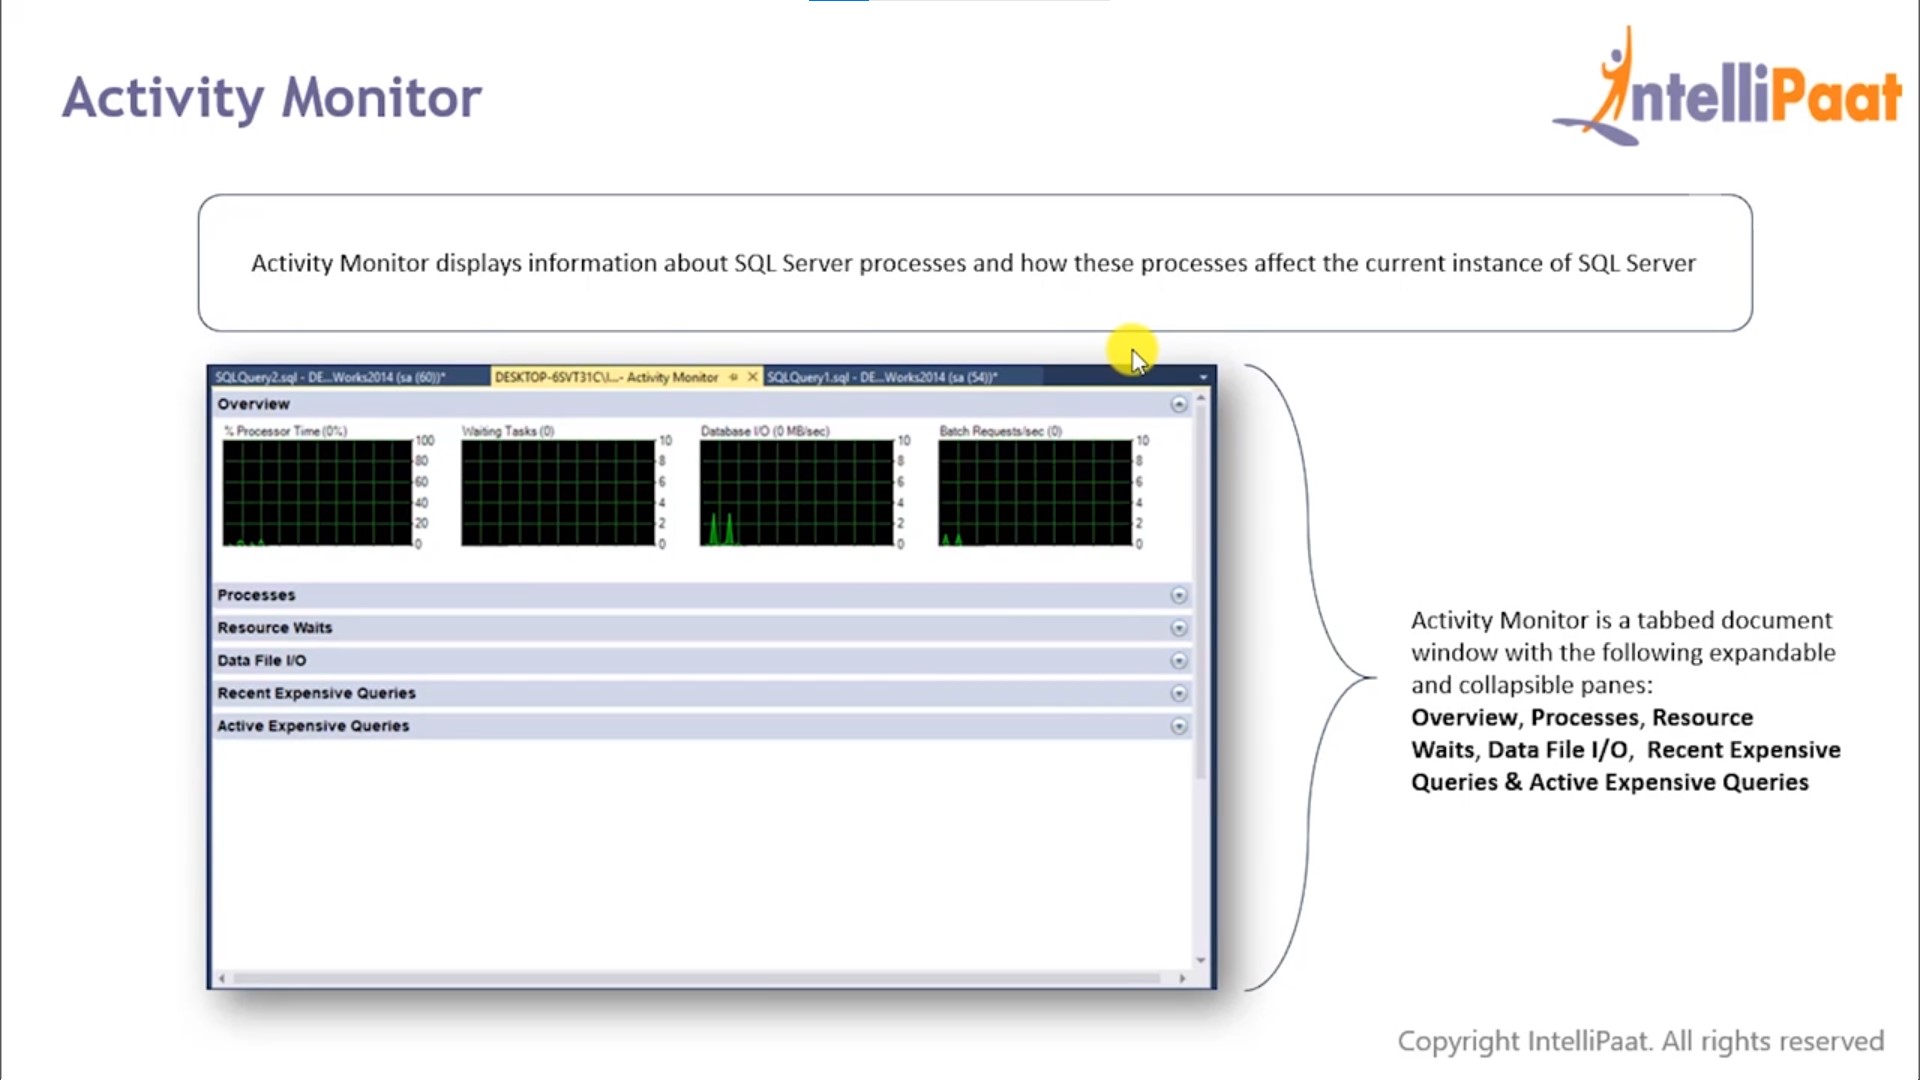 Activity Monitor
IntelliPaat
Activity Monitor displays information about SQL Server processes and how these processes affect the current instance of SQL Server
SQLQuery2.sql - DE...Works2014 (sa (60))* DESKTOP-6SVT31C\I...- Activity Monitor SQLQuery1.sql - DE...Works2014 (sa (54))*
Overview
% Processor Time (0%) Waiting Tasks (0) Database I/O (0 MB/sec) Batch Requests/sec (0)
100 10 10 10
80 8 8 8
60 6 6 6
40 4 4 4
20 2 2 2
0 0 0 0
Processes
Resource Waits
Data File I/O
Recent Expensive Queries
Active Expensive Queries
Activity Monitor is a tabbed document
window with the following expandable
and collapsible panes:
Overview, Processes, Resource
Waits, Data File I/O, Recent Expensive
Queries & Active Expensive Queries
Copyright IntelliPaat. All rights reserved